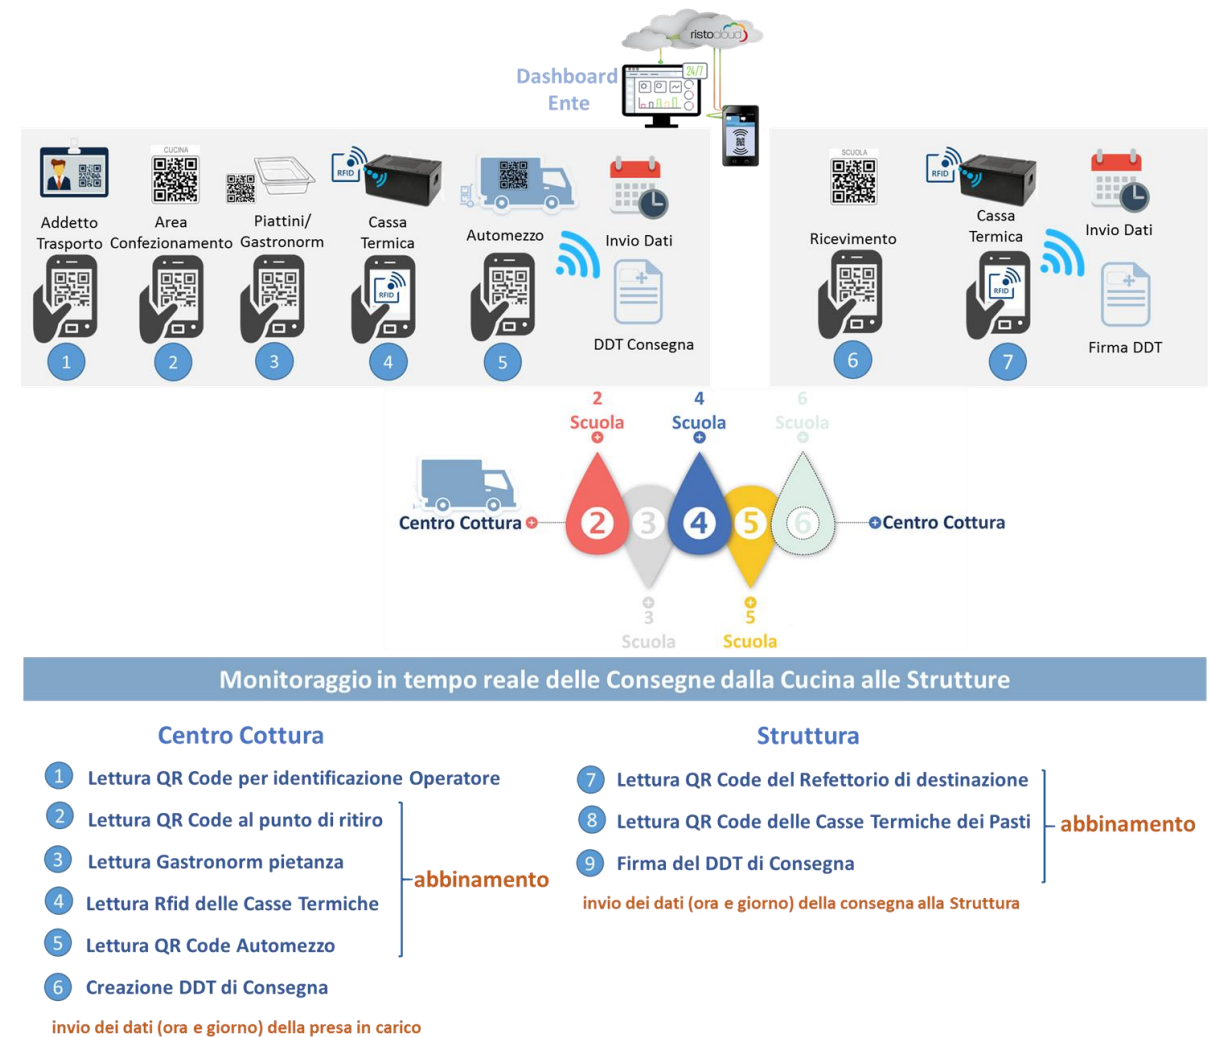 ristocloud
Dashboard
Ente
24/7
CUCINA
SCUOLA
RFID
RFID
Addetto
Trasporto
Area
Confezionamento
Piattini/
Gastronorm
Cassa
Termica
Automezzo
Invio Dati
Ricevimento
Cassa
Termica
Invio Dati
RFID
RFID
DDT Consegna
Firma DDT
1
2
3
4
5
6
7
2
Scuola
4
Scuola
6
Scuola
Centro Cottura
2
3
4
5
6
Centro Cottura
3
Scuola
5
Scuola
Monitoraggio in tempo reale delle Consegne dalla Cucina alle Strutture
Centro Cottura
1 Lettura QR Code per identificazione Operatore
2 Lettura QR Code al punto di ritiro
3 Lettura Gastronorm pietanza
4 Lettura Rfid delle Casse Termiche
5 Lettura QR Code Automezzo
abbinamento
6 Creazione DDT di Consegna
invio dei dati (ora e giorno) della presa in carico
Struttura
7 Lettura QR Code del Refettorio di destinazione
8 Lettura QR Code delle Casse Termiche dei Pasti
9 Firma del DDT di Consegna
abbinamento
invio dei dati (ora e giorno) della consegna alla Struttura